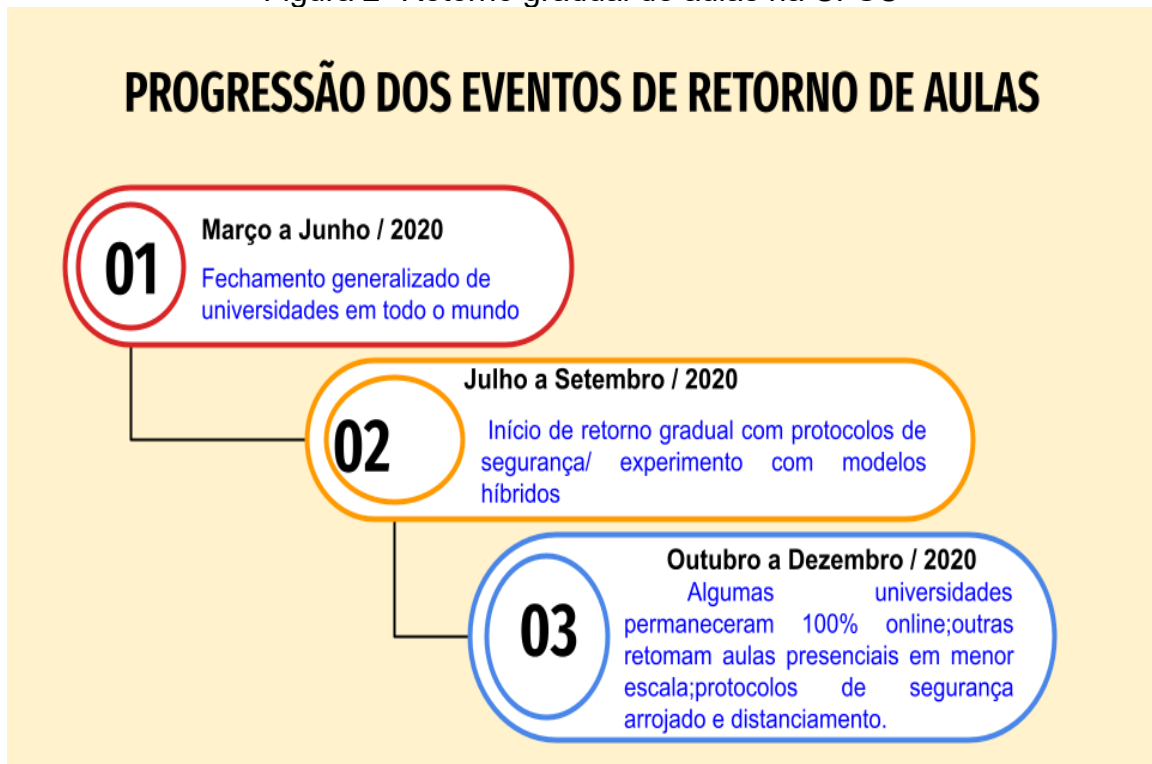 PROGRESSÃO DOS EVENTOS DE RETORNO DE AULAS
01
Março a Junho / 2020
Fechamento generalizado de
universidades em todo o mundo
02
Julho a Setembro / 2020
Início de retorno gradual com protocolos de
segurança/ experimento com modelos
híbridos
03
Outubro a Dezembro / 2020
Algumas universidades
permaneceram 100% online;outras
retomam aulas presenciais em menor
escala;protocolos de segurança
arrojado e distanciamento.